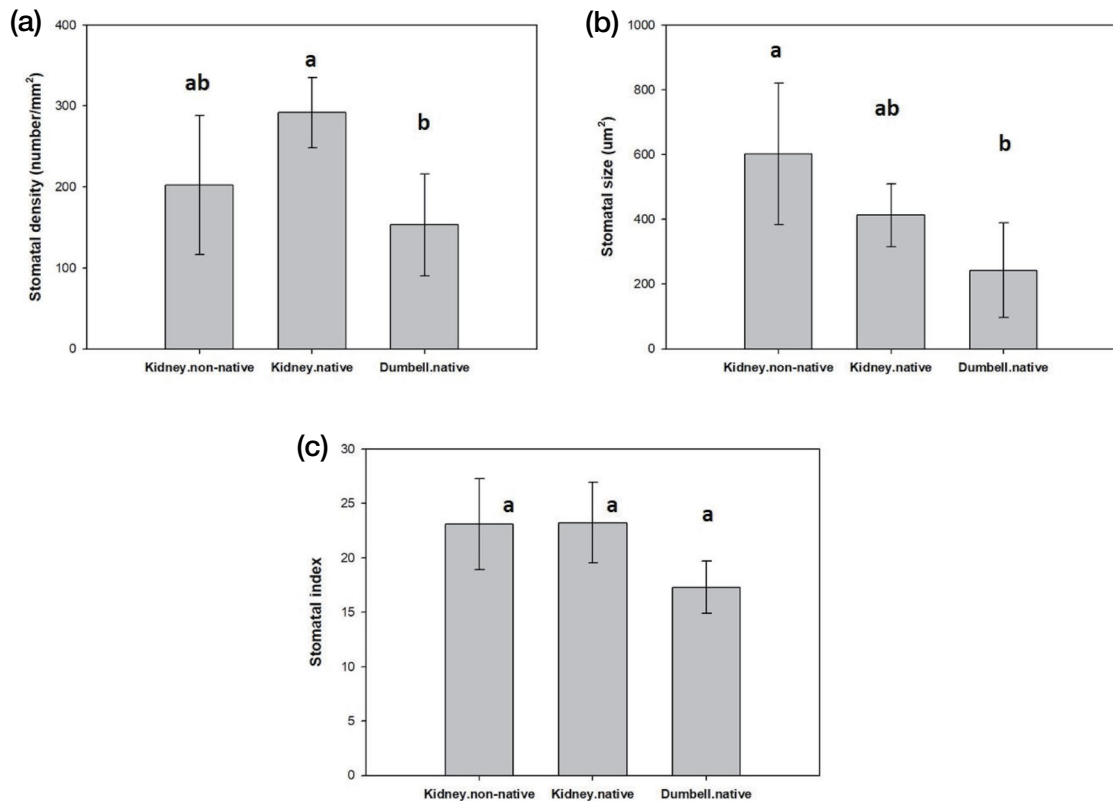 (a)
400
300
200
100
0
Stomatal density (number/mm²)
ab
a
b
Kidney.non-native Kidney.native Dumbell.native
(b)
1000
800
600
400
200
0
Stomatal size (um²)
a
ab
b
Kidney.non-native Kidney.native Dumbell.native
(c)
30
25
20
15
10
5
0
Stomatal index
a a a
Kidney.non-native Kidney.native Dumbell.native